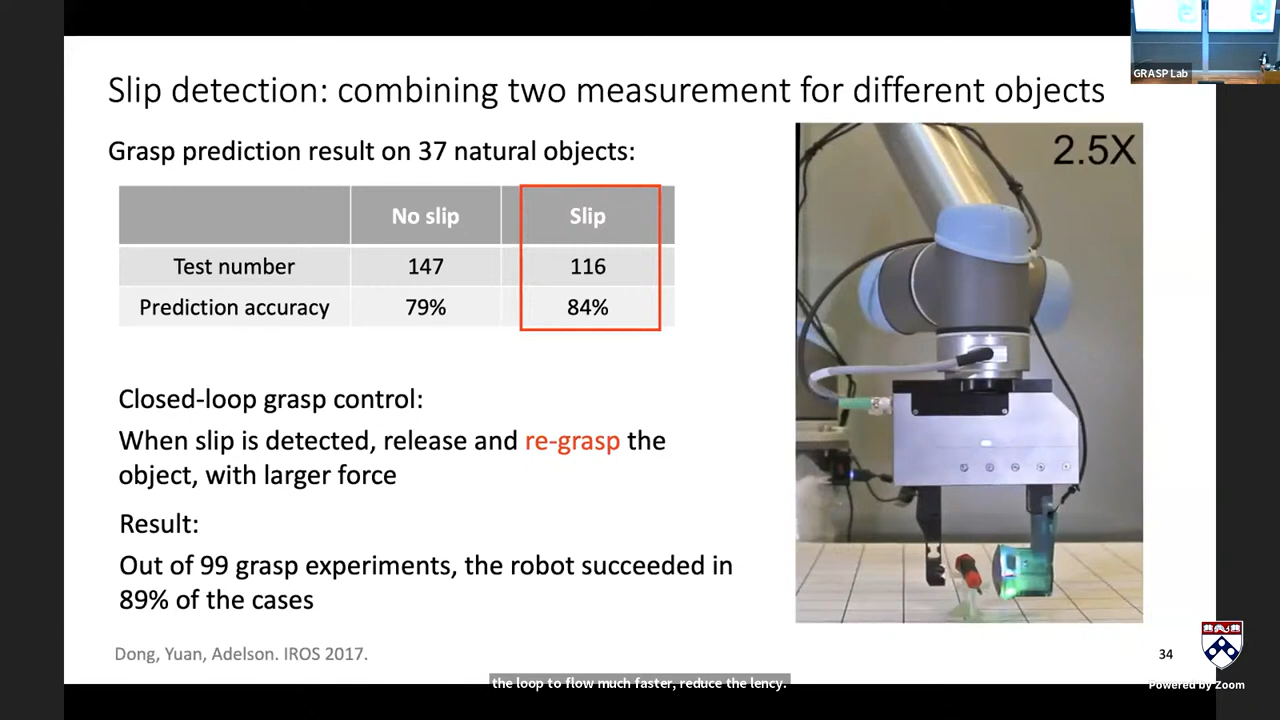 GRASP Lab
Slip detection: combining two measurement for different objects
Grasp prediction result on 37 natural objects:
No slip Slip
Test number 147 116
Prediction accuracy 79% 84%
2.5X
Closed-loop grasp control:
When slip is detected, release and re-grasp the
object, with larger force
Result:
Out of 99 grasp experiments, the robot succeeded in
89% of the cases
Dong, Yuan, Adelson. IROS 2017.
34
the loop to flow much faster, reduce the lency.
Powered by Zoom